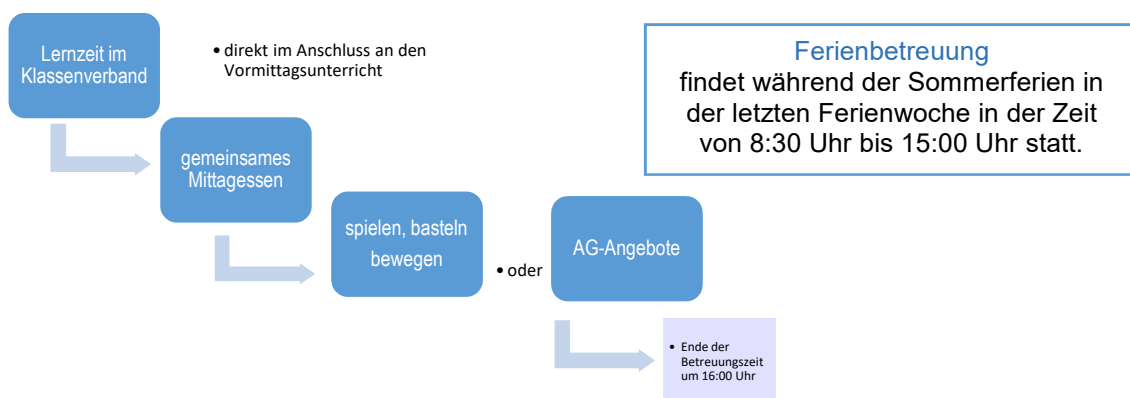 Lernzeit im
Klassenverband
• direkt im Anschluss an den
Vormittagsunterricht
Ferienbetreuung
findet während der Sommerferien in
der letzten Ferienwoche in der Zeit
von 8:30 Uhr bis 15:00 Uhr statt.
gemeinsames
Mittagessen
spielen, basteln
bewegen
• oder
AG-Angebote
• Ende der
Betreuungszeit
um 16:00 Uhr